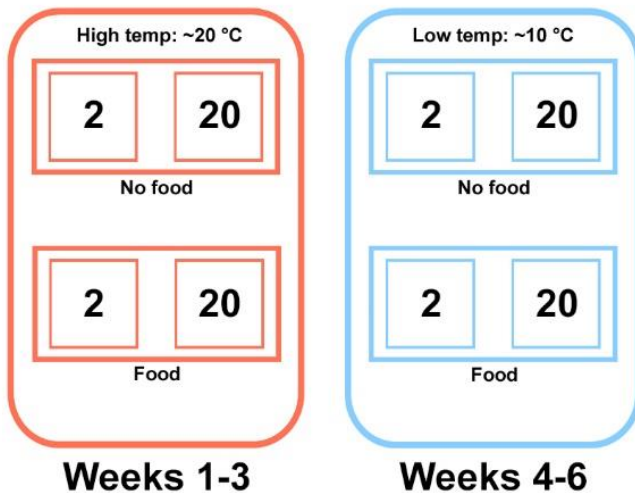 High temp: ~20 °C
2 20
No food
2 20
Food
Weeks 1-3
Low temp: ~10 °C
2 20
No food
2 20
Food
Weeks 4-6